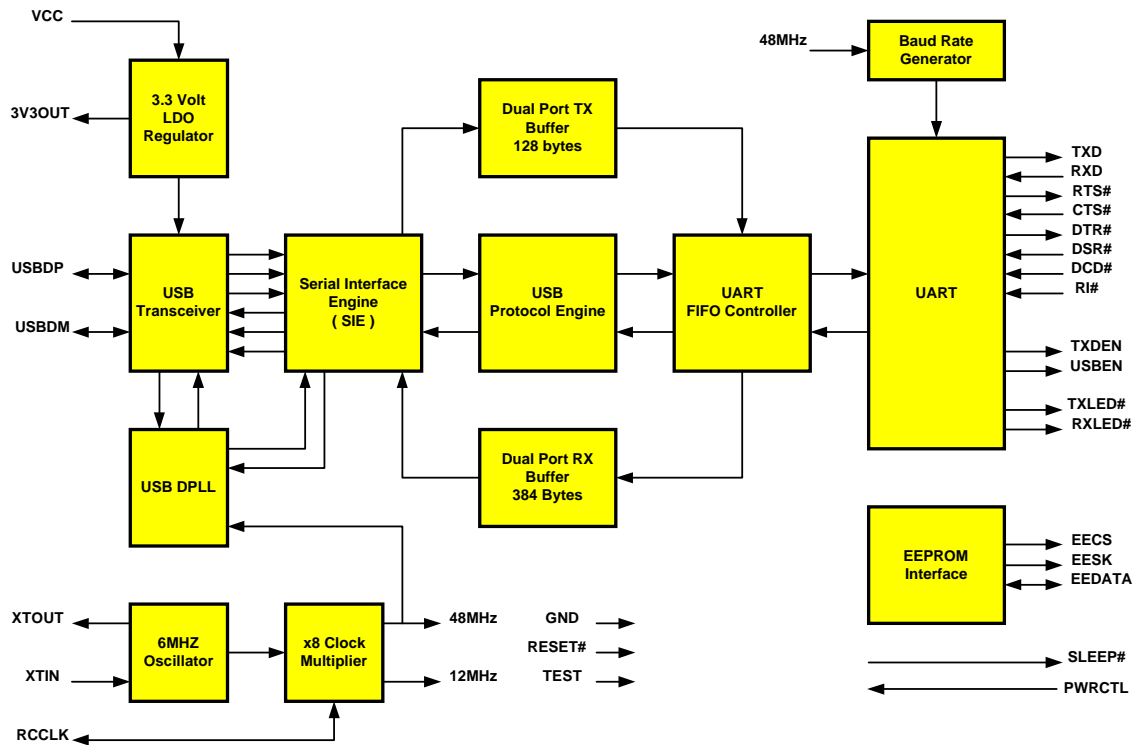 VCC
48MHz
Baud Rate
Generator
3V3OUT
3.3 Volt
LDO
Regulator
Dual Port TX
Buffer
128 bytes
TXD
RXD
RTS#
CTS#
DTR#
DSR#
DCD#
RI#
USBDP
USBDM
USB
Transceiver
Serial Interface
Engine
( SIE )
USB
Protocol Engine
UART
FIFO Controller
UART
TXDEN
USBEN
TXLED#
RXLED#
USB DPLL
Dual Port RX
Buffer
384 Bytes
EEPROM
Interface
EECS
EESK
EEDATA
XTOUT
XTIN
6MHZ
Oscillator
x8 Clock
Multiplier
48MHz
12MHz
GND
RESET#
TEST
SLEEP#
PWRCTL
RCCLK